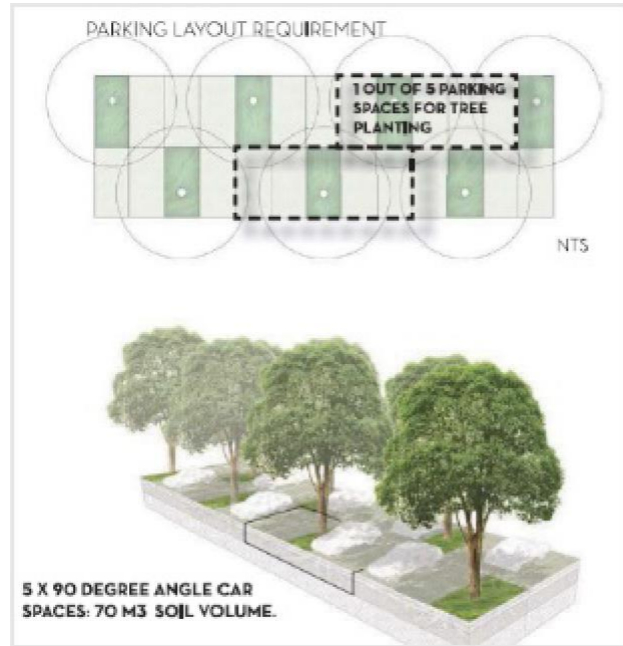 PARKING LAYOUT REQUIREMENT
1 OUT OF 5 PARKING
SPACES FOR TREE
PLANTING
NTS
5 X 90 DEGREE ANGLE CAR
SPACES: 70 M3 SOIL VOLUME.